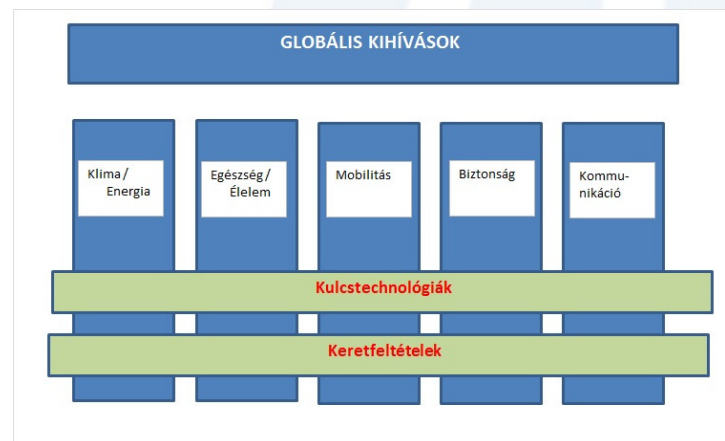 GLOBÁLIS KIHÍVÁSOK
Klima/
Energia
Egészség/
Élelem
Mobilitás
Biztonság
Kommu-
nikáció
Kulcstechnológiák
Keretfeltételek